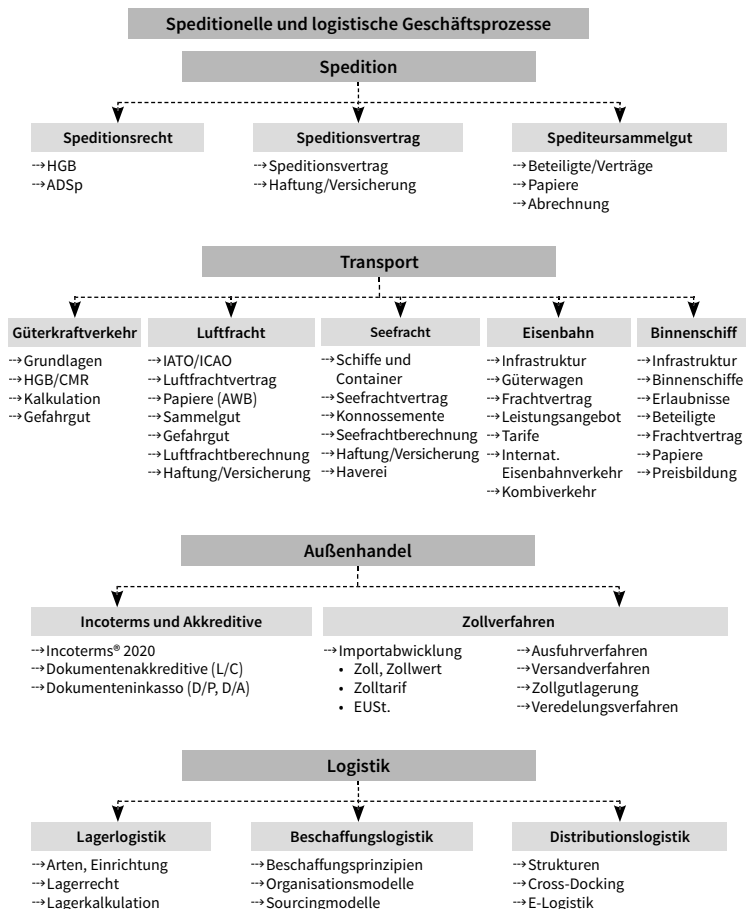 Speditionelle und logistische Geschäftsprozesse
Spedition
Speditionsrecht
⇢HGB
⇢ADSp
Speditionsvertrag
⇢Speditionsvertrag
⇢Haftung/Versicherung
Spediteursammelgut
⇢Beteiligte/Verträge
⇢Papiere
⇢Abrechnung
Transport
Güterkraftverkehr
⇢Grundlagen
⇢HGB/CMR
⇢Kalkulation
⇢Gefahrgut
Luftfracht
⇢IATO/ICAO
⇢Luftfrachtvertrag
⇢Papiere (AWB)
⇢Sammelgut
⇢Gefahrgut
⇢Luftfrachtberechnung
⇢Haftung/Versicherung
Seefracht
⇢Schiffe und
Container
⇢Seefrachtvertrag
⇢Konnossemente
⇢Seefrachtberechnung
⇢Haftung/Versicherung
⇢Haverei
Eisenbahn
⇢Infrastruktur
⇢Güterwagen
⇢Frachtvertrag
⇢Leistungsangebot
⇢Tarife
⇢Internat.
Eisenbahnverkehr
⇢Kombiverkehr
Binnenschiff
⇢Infrastruktur
⇢Binnenschiffe
⇢Erlaubnisse
⇢Beteiligte
⇢Frachtvertrag
⇢Papiere
⇢Preisbildung
Außenhandel
Incoterms und Akkreditive
⇢Incoterms® 2020
⇢Dokumentenakkreditive (L/C)
⇢Dokumenteninkasso (D/P, D/A)
Zollverfahren
⇢Importabwicklung
• Zoll, Zollwert
• Zolltarif
• EUSt.
⇢Ausfuhrverfahren
⇢Versandverfahren
⇢Zollgutlagerung
⇢Veredelungsverfahren
Logistik
Lagerlogistik
⇢Arten, Einrichtung
⇢Lagerrecht
⇢Lagerkalkulation
Beschaffungslogistik
⇢Beschaffungsprinzipien
⇢Organisationsmodelle
⇢Sourcingmodelle
Distributionslogistik
⇢Strukturen
⇢Cross-Docking
⇢E-Logistik